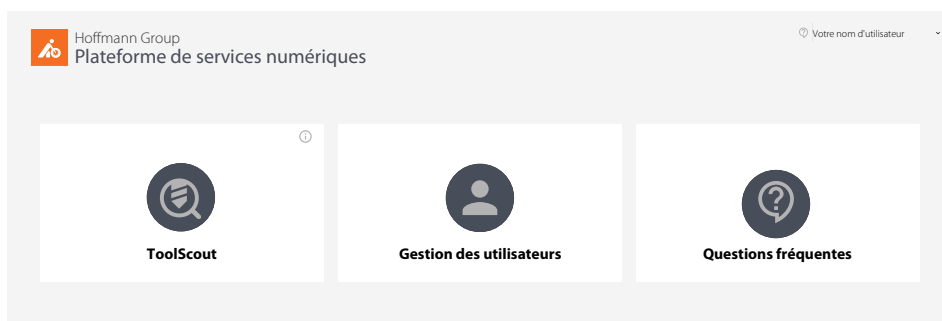 Hoffmann Group
Plateforme de services numériques
Votre nom d'utilisateur
ToolScout
Gestion des utilisateurs
Questions fréquentes